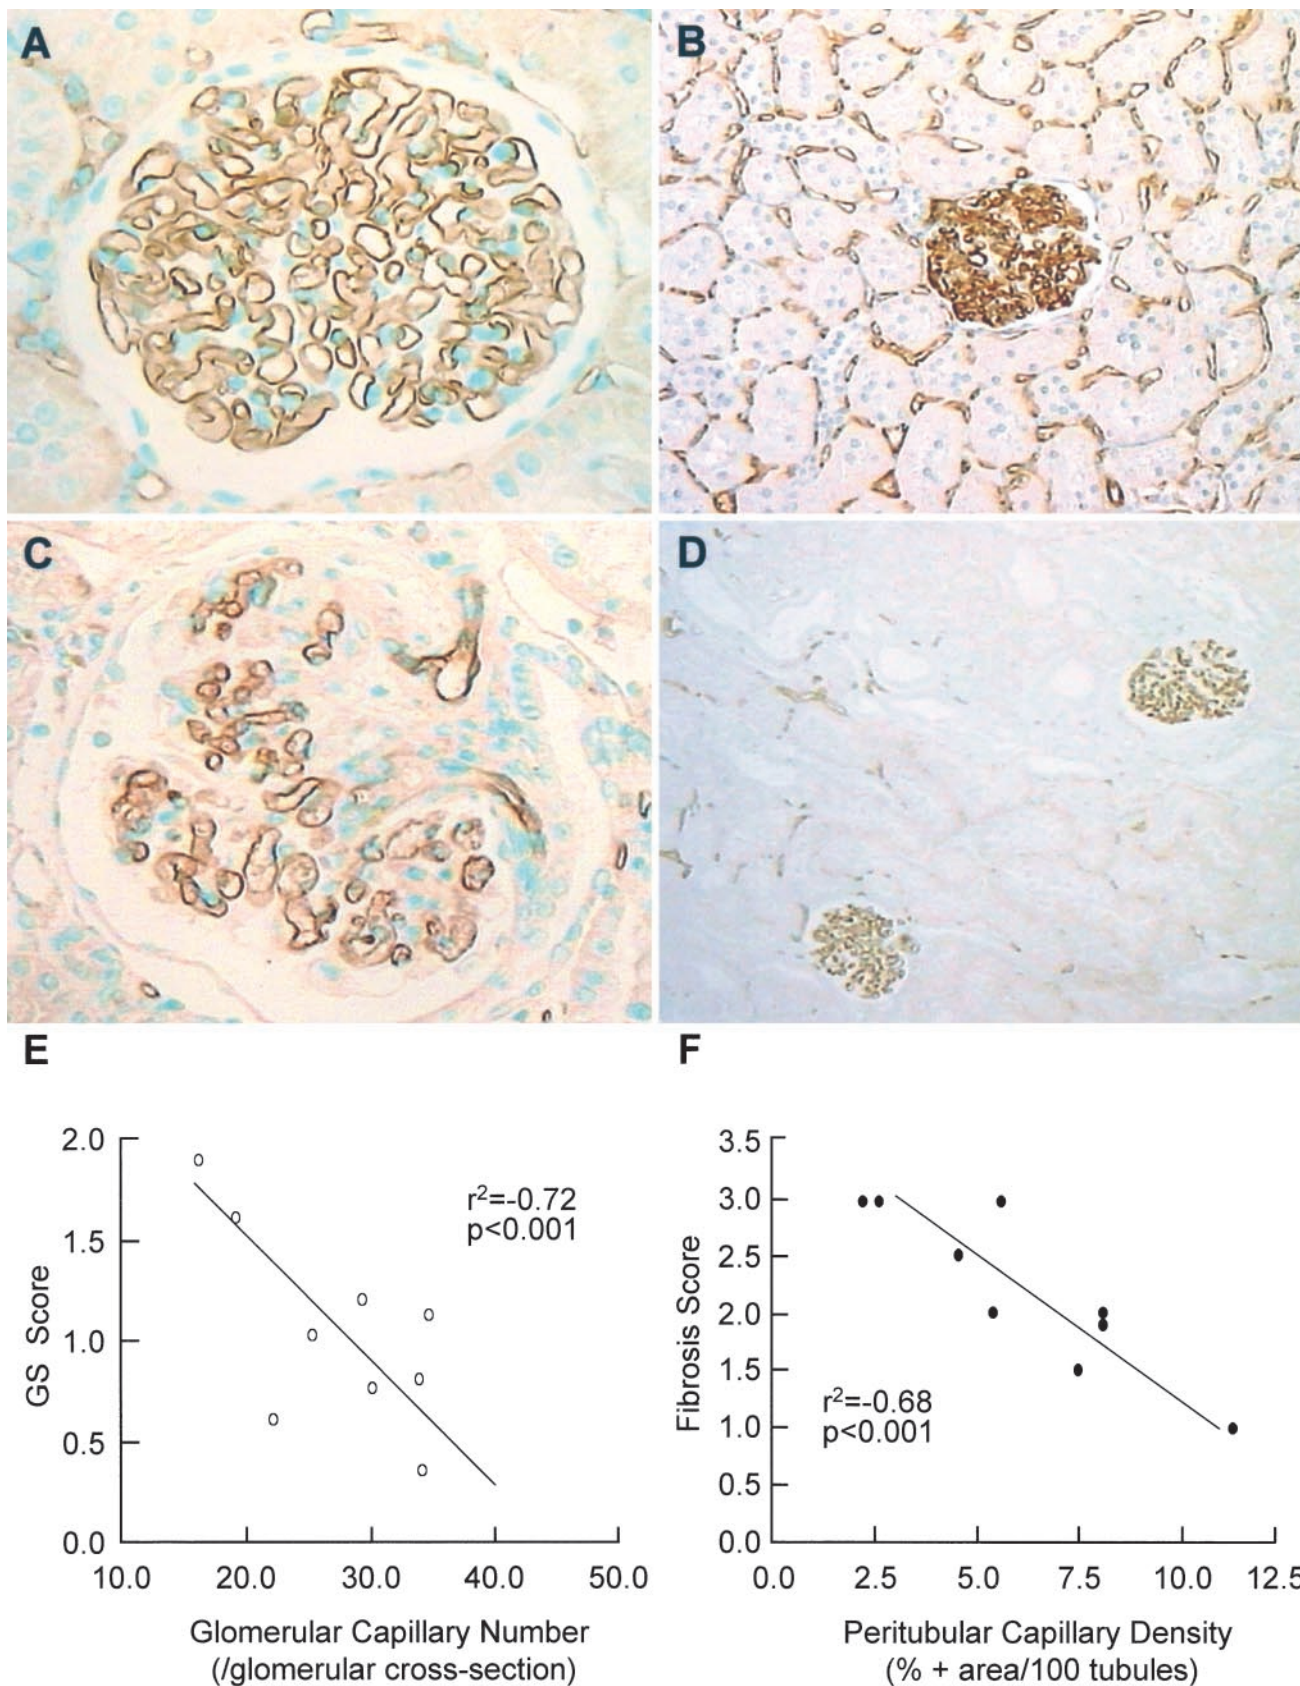 A
B
C
D
E
F
2.0
1.5
1.0
0.5
0.0
GS Score
r²=-0.72
p<0.001
10.0 20.0 30.0 40.0 50.0
Glomerular Capillary Number
(/glomerular cross-section)
3.5
3.0
2.5
2.0
1.5
1.0
0.5
0.0
Fibrosis Score
r²=-0.68
p<0.001
0.0 2.5 5.0 7.5 10.0 12.5
Peritubular Capillary Density
(% + area/100 tubules)